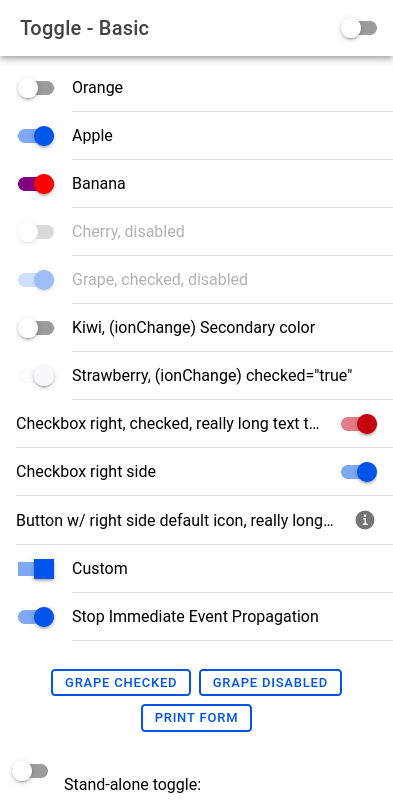 Toggle - Basic
Orange
Apple
Banana
Cherry, disabled
Grape, checked, disabled
Kiwi, (ionChange) Secondary color
Strawberry, (ionChange) checked="true"
Checkbox right, checked, really long text t...
Checkbox right side
Button w/ right side default icon, really long...
Custom
Stop Immediate Event Propagation
GRAPE CHECKED GRAPE DISABLED
PRINT FORM
Stand-alone toggle: